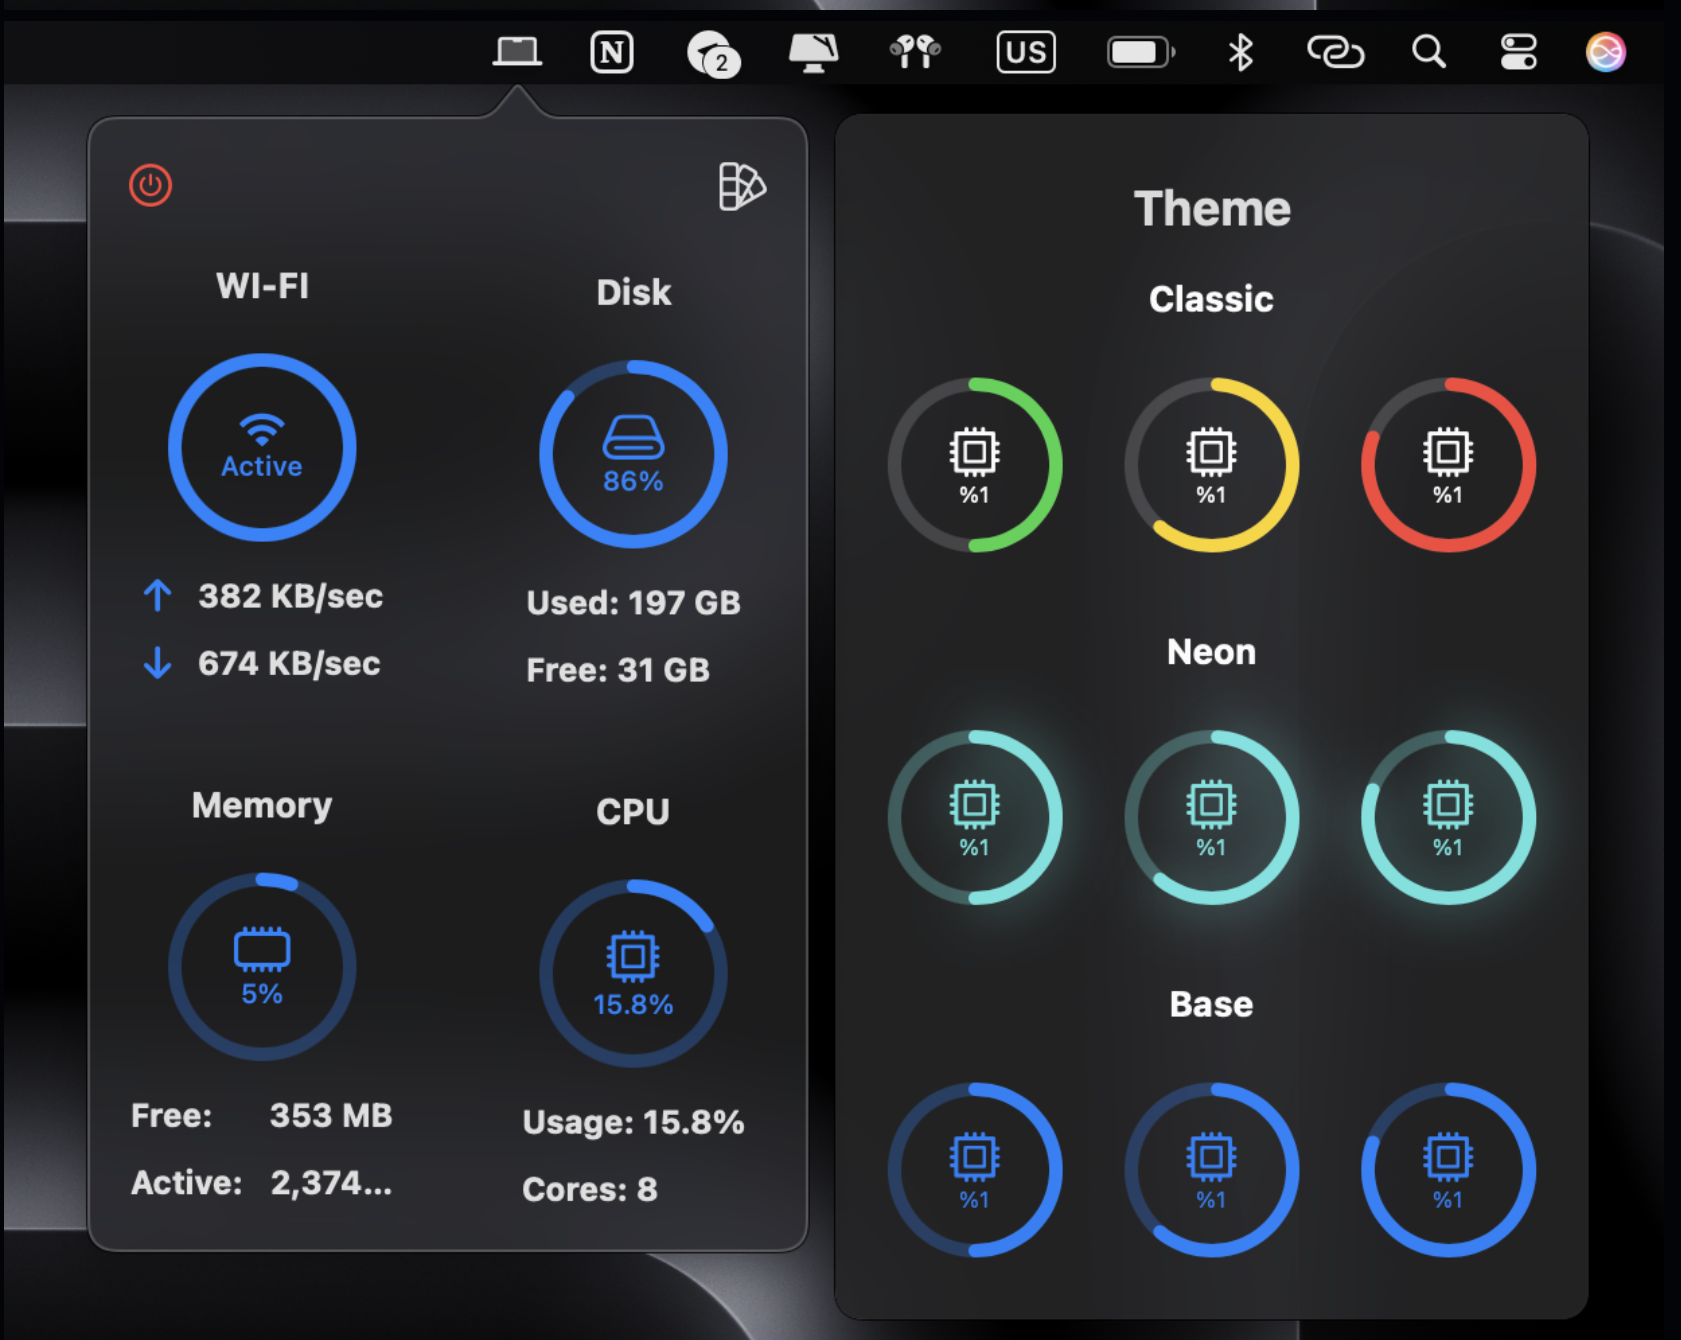 N
2
US
WI-FI
Active
382 KB/sec
674 KB/sec
Disk
86%
Used: 197 GB
Free: 31 GB
Memory
5%
Free: 353 MB
Active: 2,374...
CPU
15.8%
Usage: 15.8%
Cores: 8
Theme
Classic
%1 %1 %1
Neon
%1 %1 %1
Base
%1 %1 %1